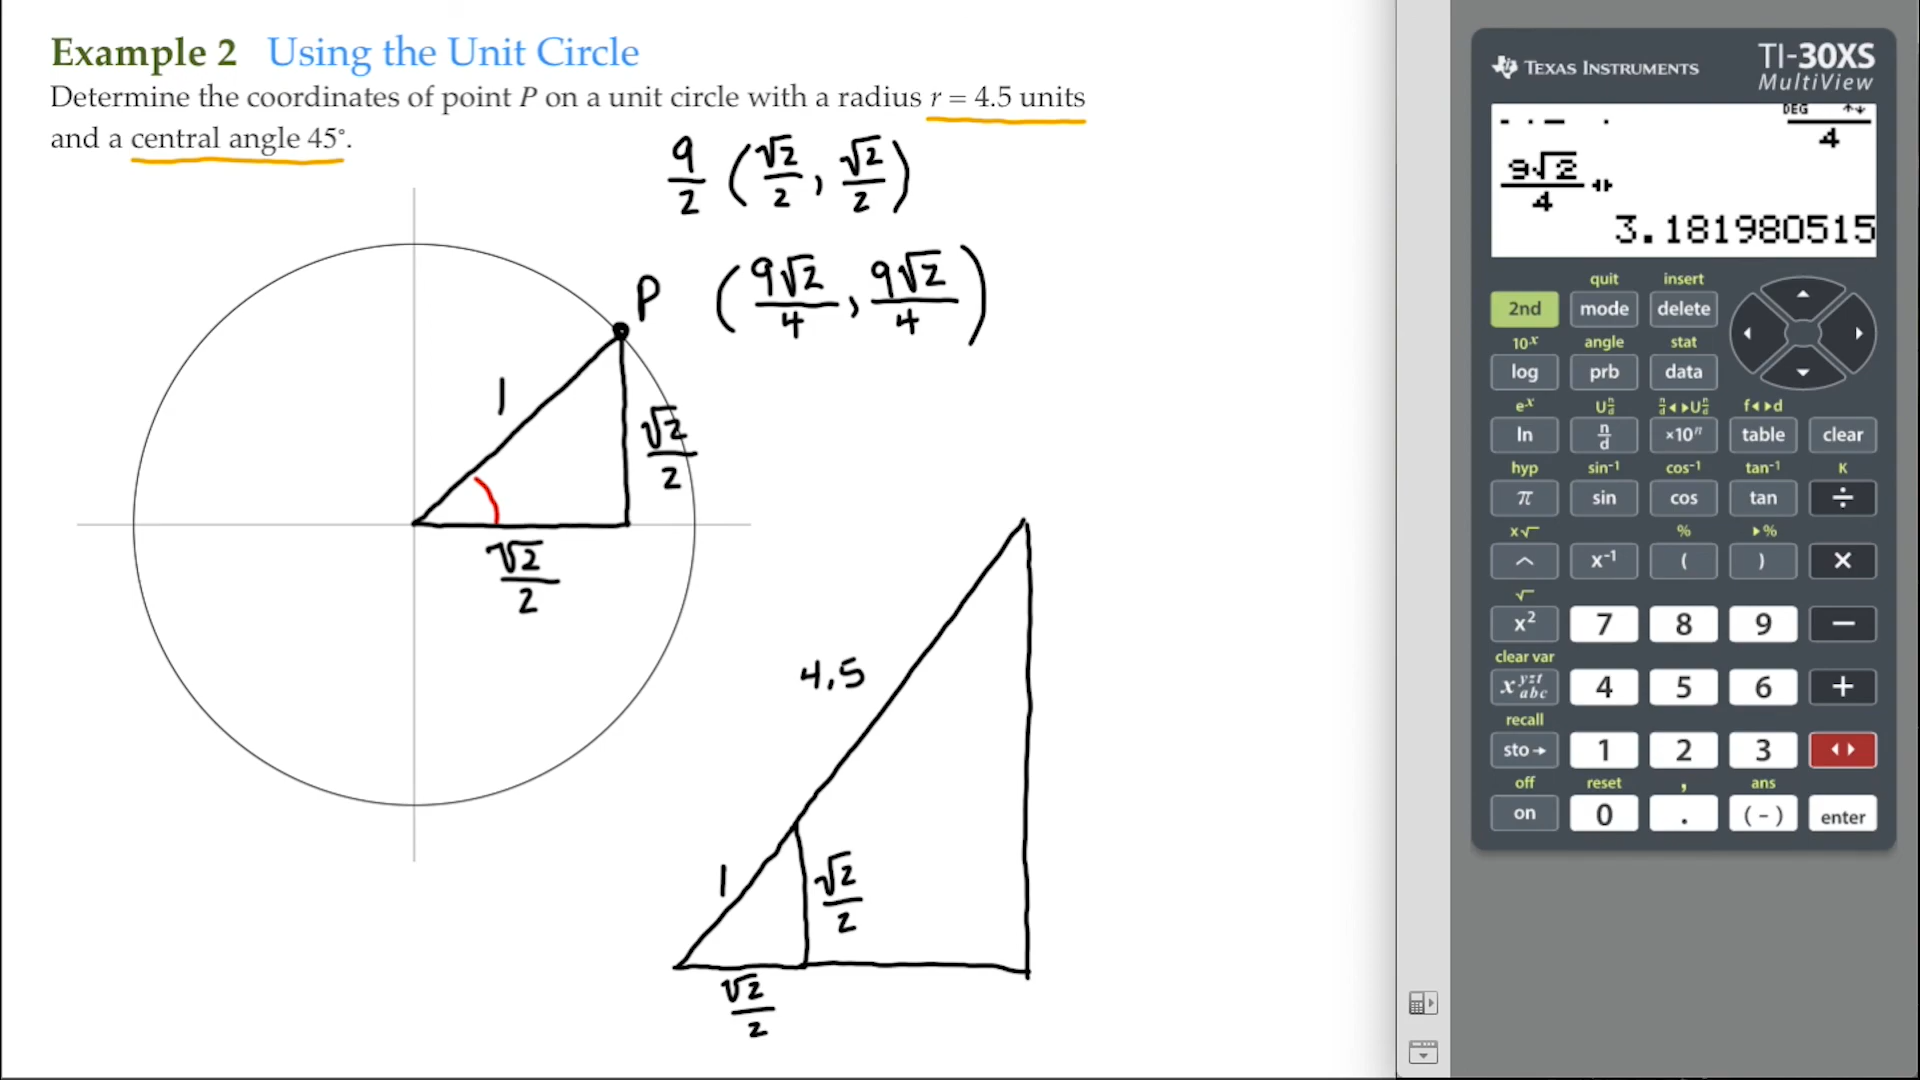 Example 2 Using the Unit Circle
Determine the coordinates of point P on a unit circle with a radius r = 4.5 units
and a central angle 45°.
9/2 (√2/2, √2/2)
P (9√2/4, 9√2/4)
1
√2/2
√2/2
4.5
1
√2/2
√2/2
TEXAS INSTRUMENTS TI-30XS
MultiView
DEG
4
9√2/4
3.181980515
quit insert
2nd mode delete
10ˣ angle stat
log prb data
eˣ U n/d n/d ◂▸ U n/d f◂▸d
ln n/d ×10ⁿ table clear
hyp sin⁻¹ cos⁻¹ tan⁻¹ K
π sin cos tan ÷
x√ % ▸%
^ x⁻¹ ( ) ×
√
x² 7 8 9 −
clear var
x yzt abc 4 5 6 +
recall
sto→ 1 2 3 ◂ ▸
off reset , ans
on 0 . (-) enter